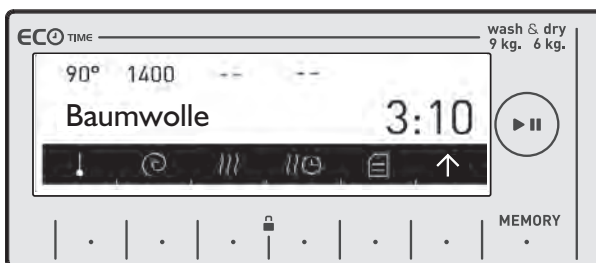 ECO TIME
wash & dry
9 kg. 6 kg.
90° 1400 -- --
Baumwolle 3:10
MEMORY